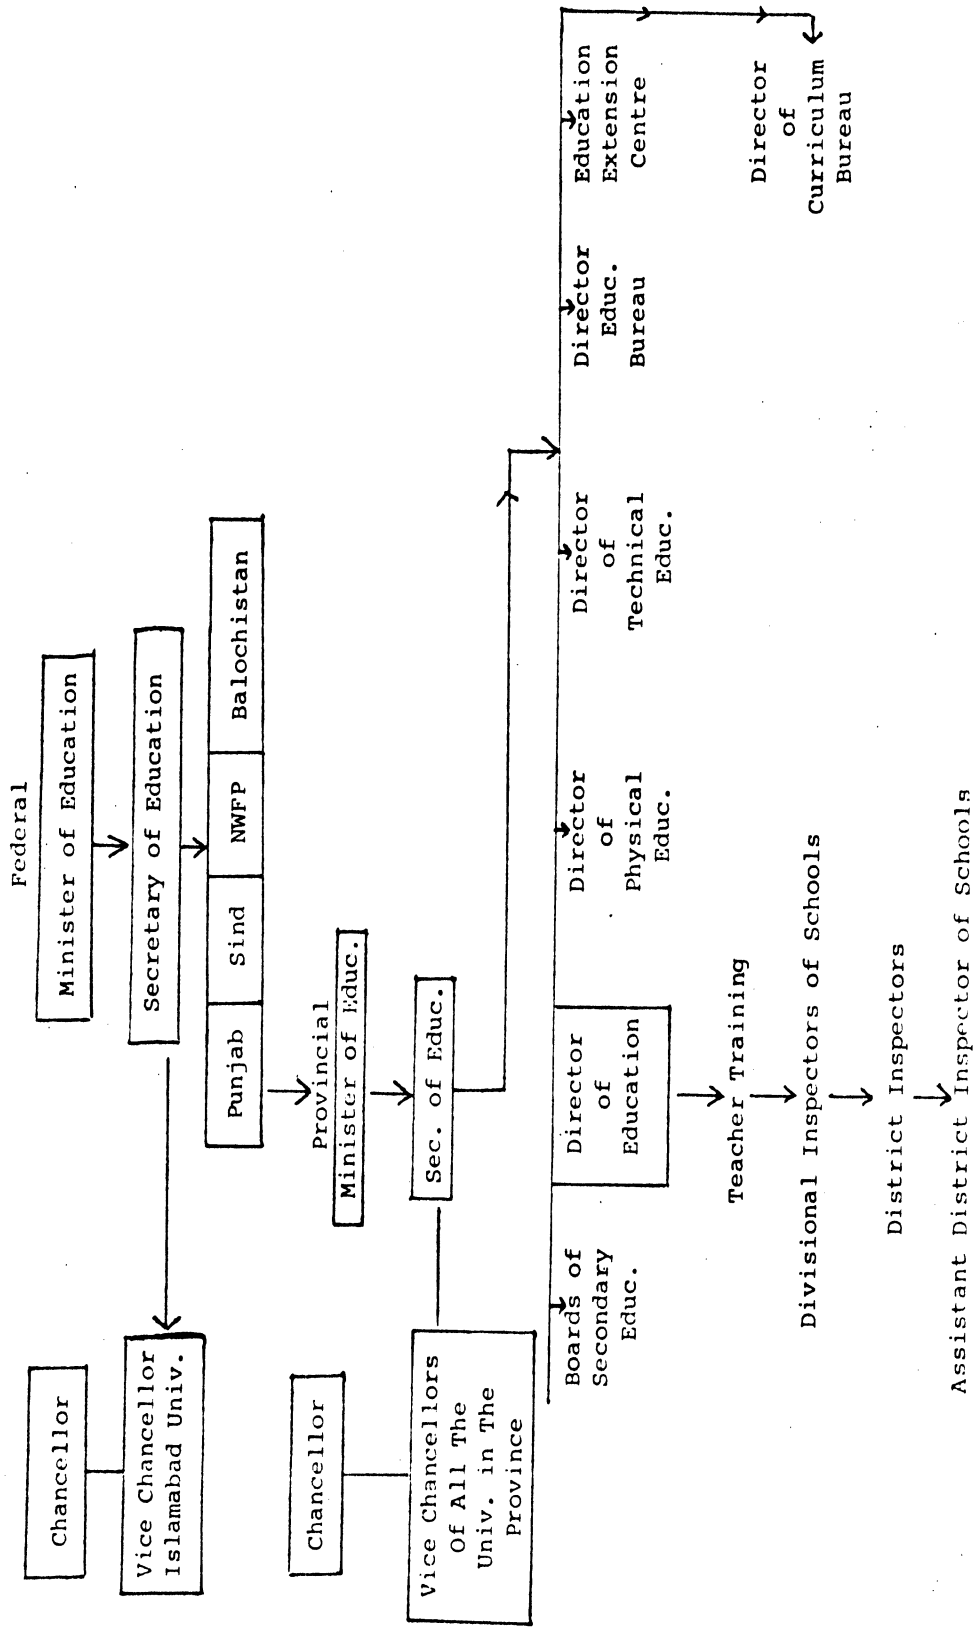 Federal
Minister of Education
Secretary of Education
Punjab
Sind
NWFP
Balochistan
Chancellor
Vice Chancellor
Islamabad Univ.
Provincial
Minister of Educ.
Sec. of Educ.
Chancellor
Vice Chancellors
Of All The
Univ. in The
Province
Boards of
Secondary
Educ.
Director
of
Education
Director
of
Physical
Educ.
Director
of
Technical
Educ.
Director
Educ.
Bureau
Education
Extension
Centre
Director
of
Curriculum
Bureau
Teacher Training
Divisional Inspectors of Schools
District Inspectors
Assistant District Inspector of Schools